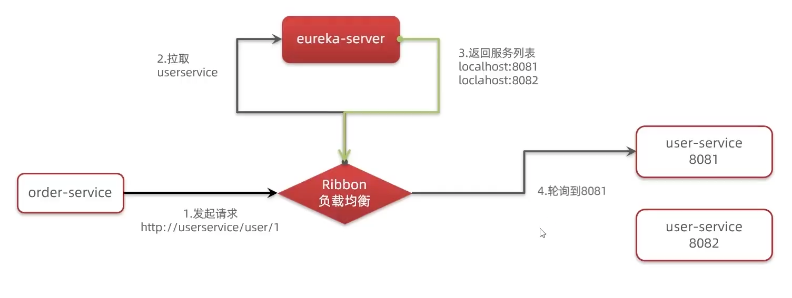 eureka-server
2.拉取
userservice
3.返回服务列表
localhost:8081
loclahost:8082
order-service
1.发起请求
http://userservice/user/1
Ribbon
负载均衡
4.轮询到8081
user-service
8081
user-service
8082